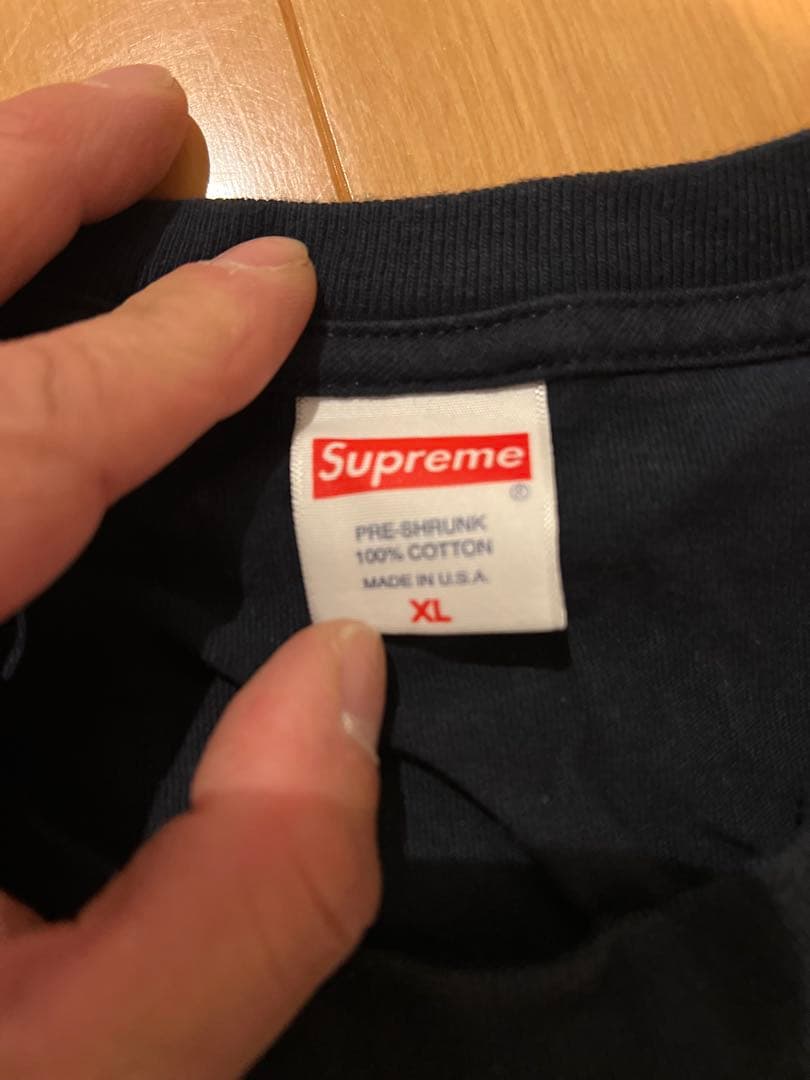 Supreme
®
PRE-SHRUNK
100% COTTON
MADE IN U.S.A.
XL